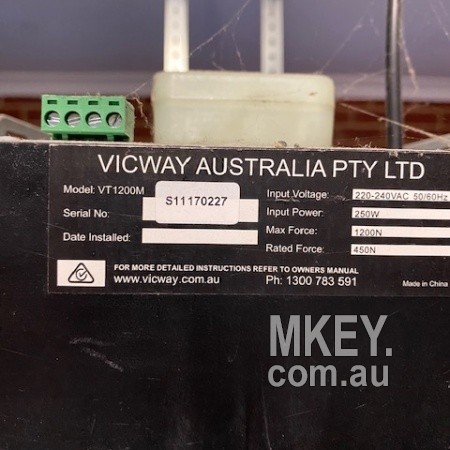 VICWAY AUSTRALIA PTY LTD
Model: VT1200M
Serial No: S11170227
Date Installed:
Input Voltage: 220-240VAC 50/60Hz
Input Power: 250W
Max Force: 1200N
Rated Force: 450N
FOR MORE DETAILED INSTRUCTIONS REFER TO OWNERS MANUAL
www.vicway.com.au Ph: 1300 783 591 Made in China
MKEY.
com.au